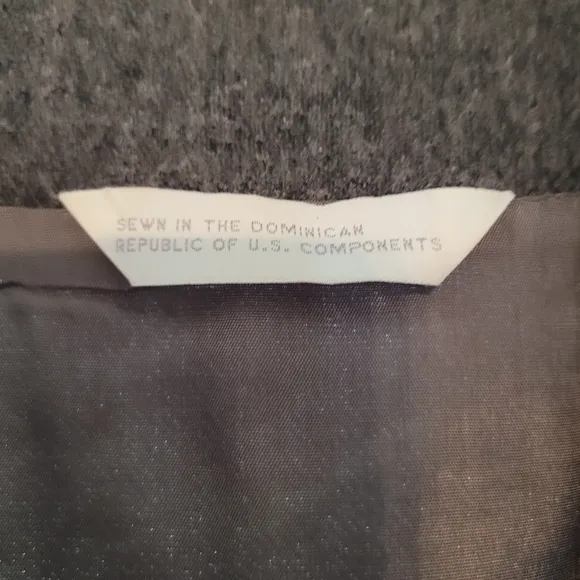 SEWN IN THE DOMINICAN
REPUBLIC OF U.S. COMPONENTS